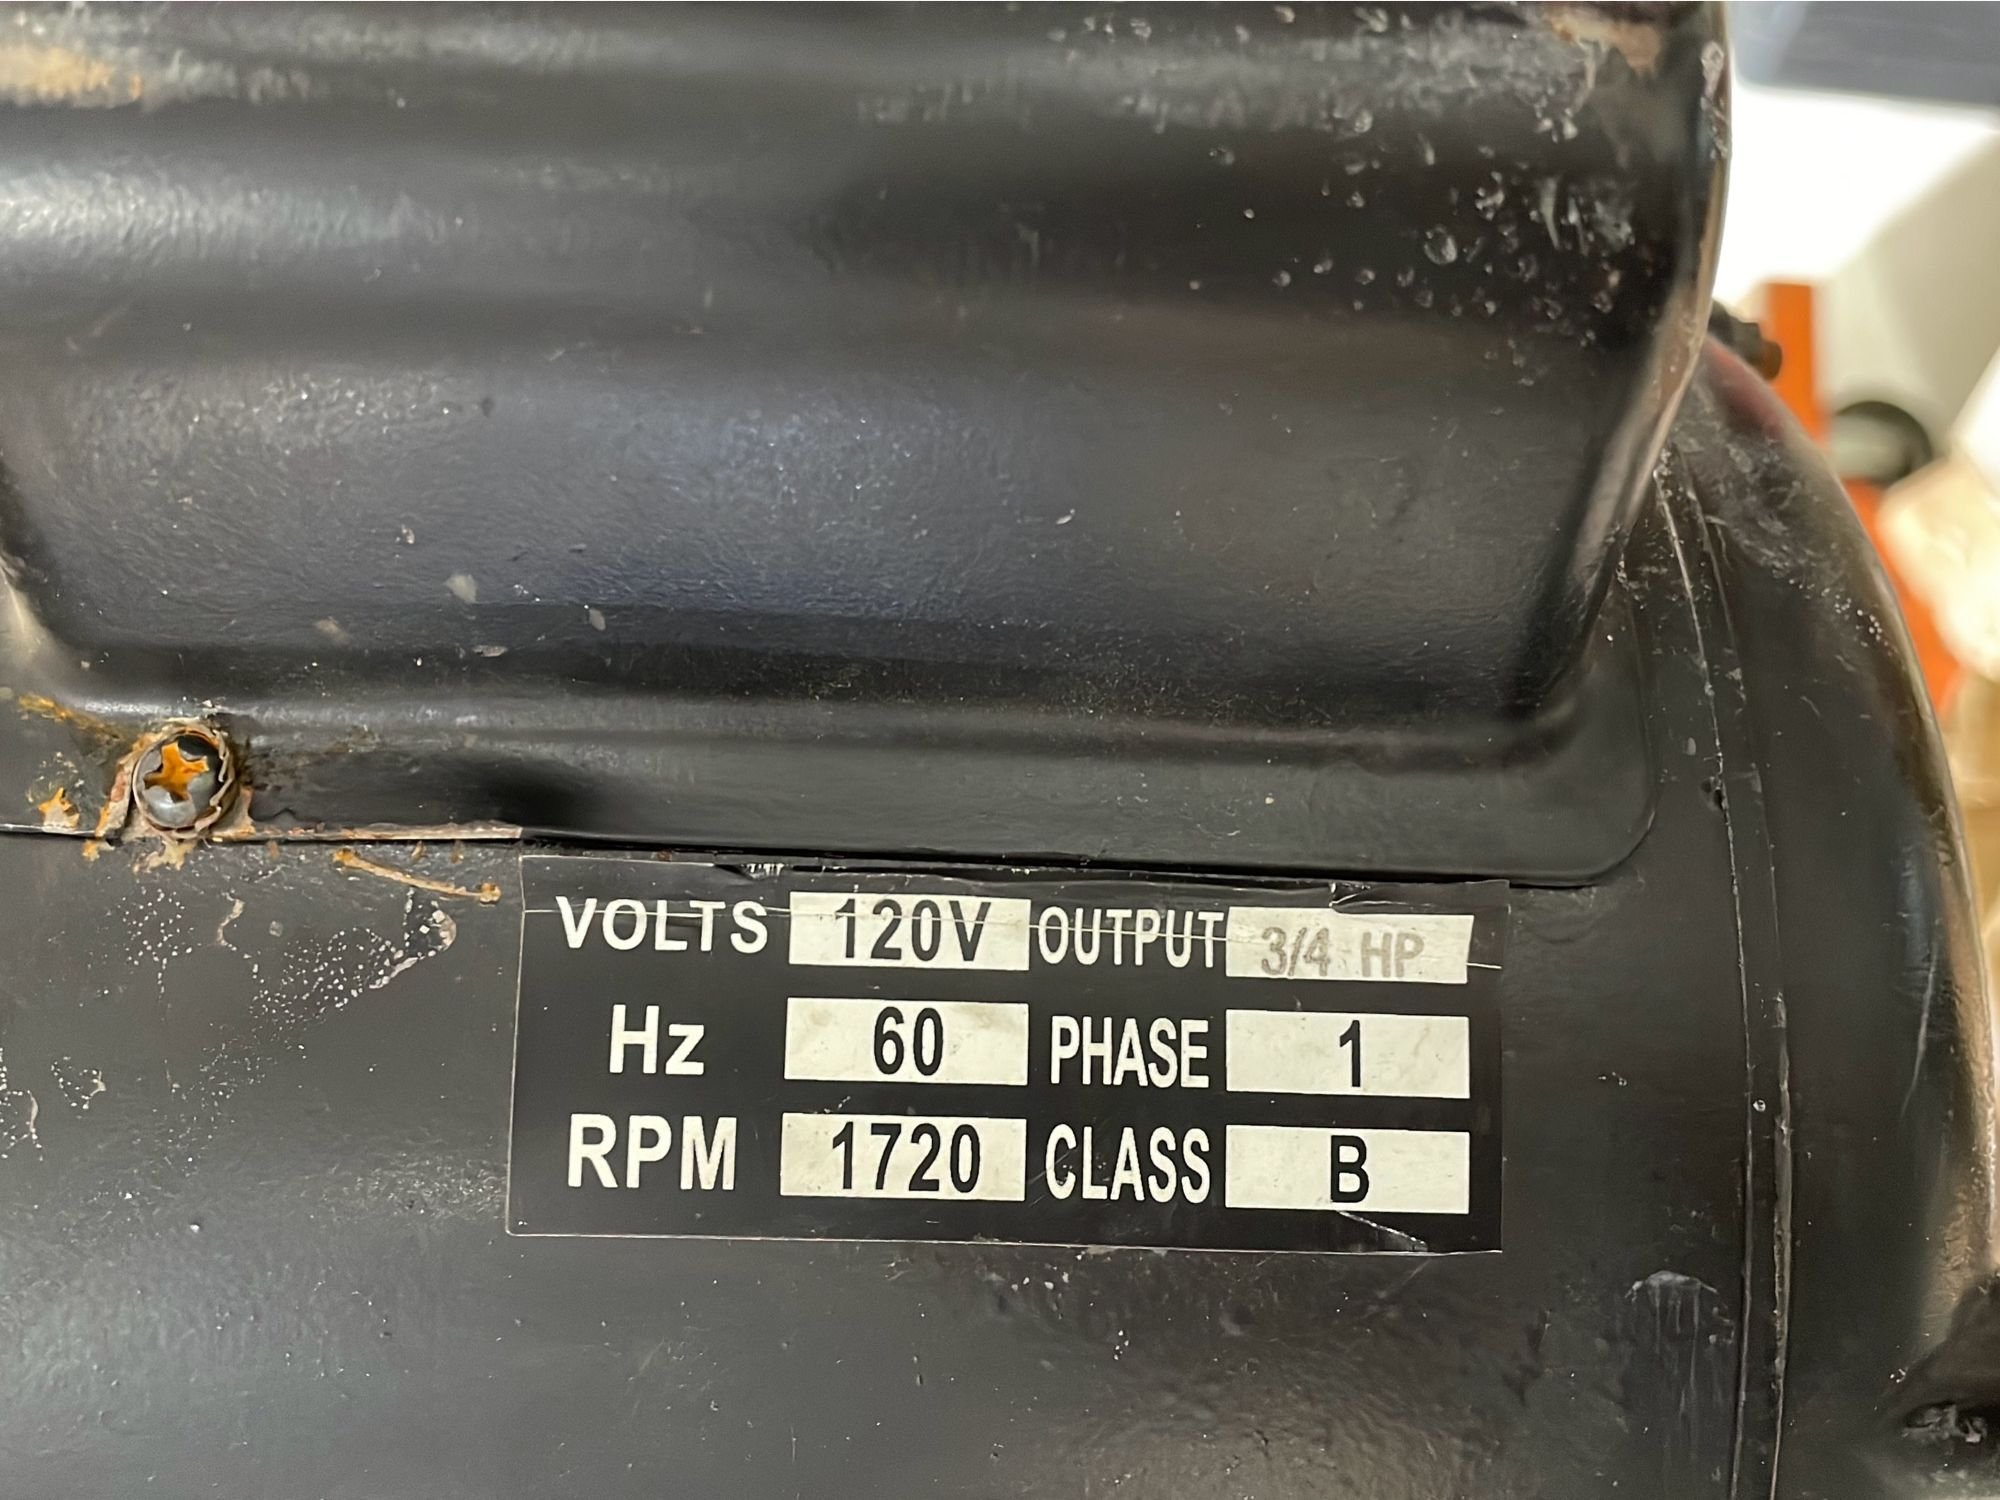 VOLTS 120V OUTPUT 3/4 HP
Hz 60 PHASE 1
RPM 1720 CLASS B